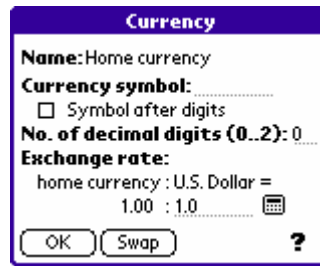 Currency
Name: Home currency
Currency symbol:
Symbol after digits
No. of decimal digits (0..2): 0
Exchange rate:
home currency : U.S. Dollar =
1.00 : 1.0
OK Swap ?